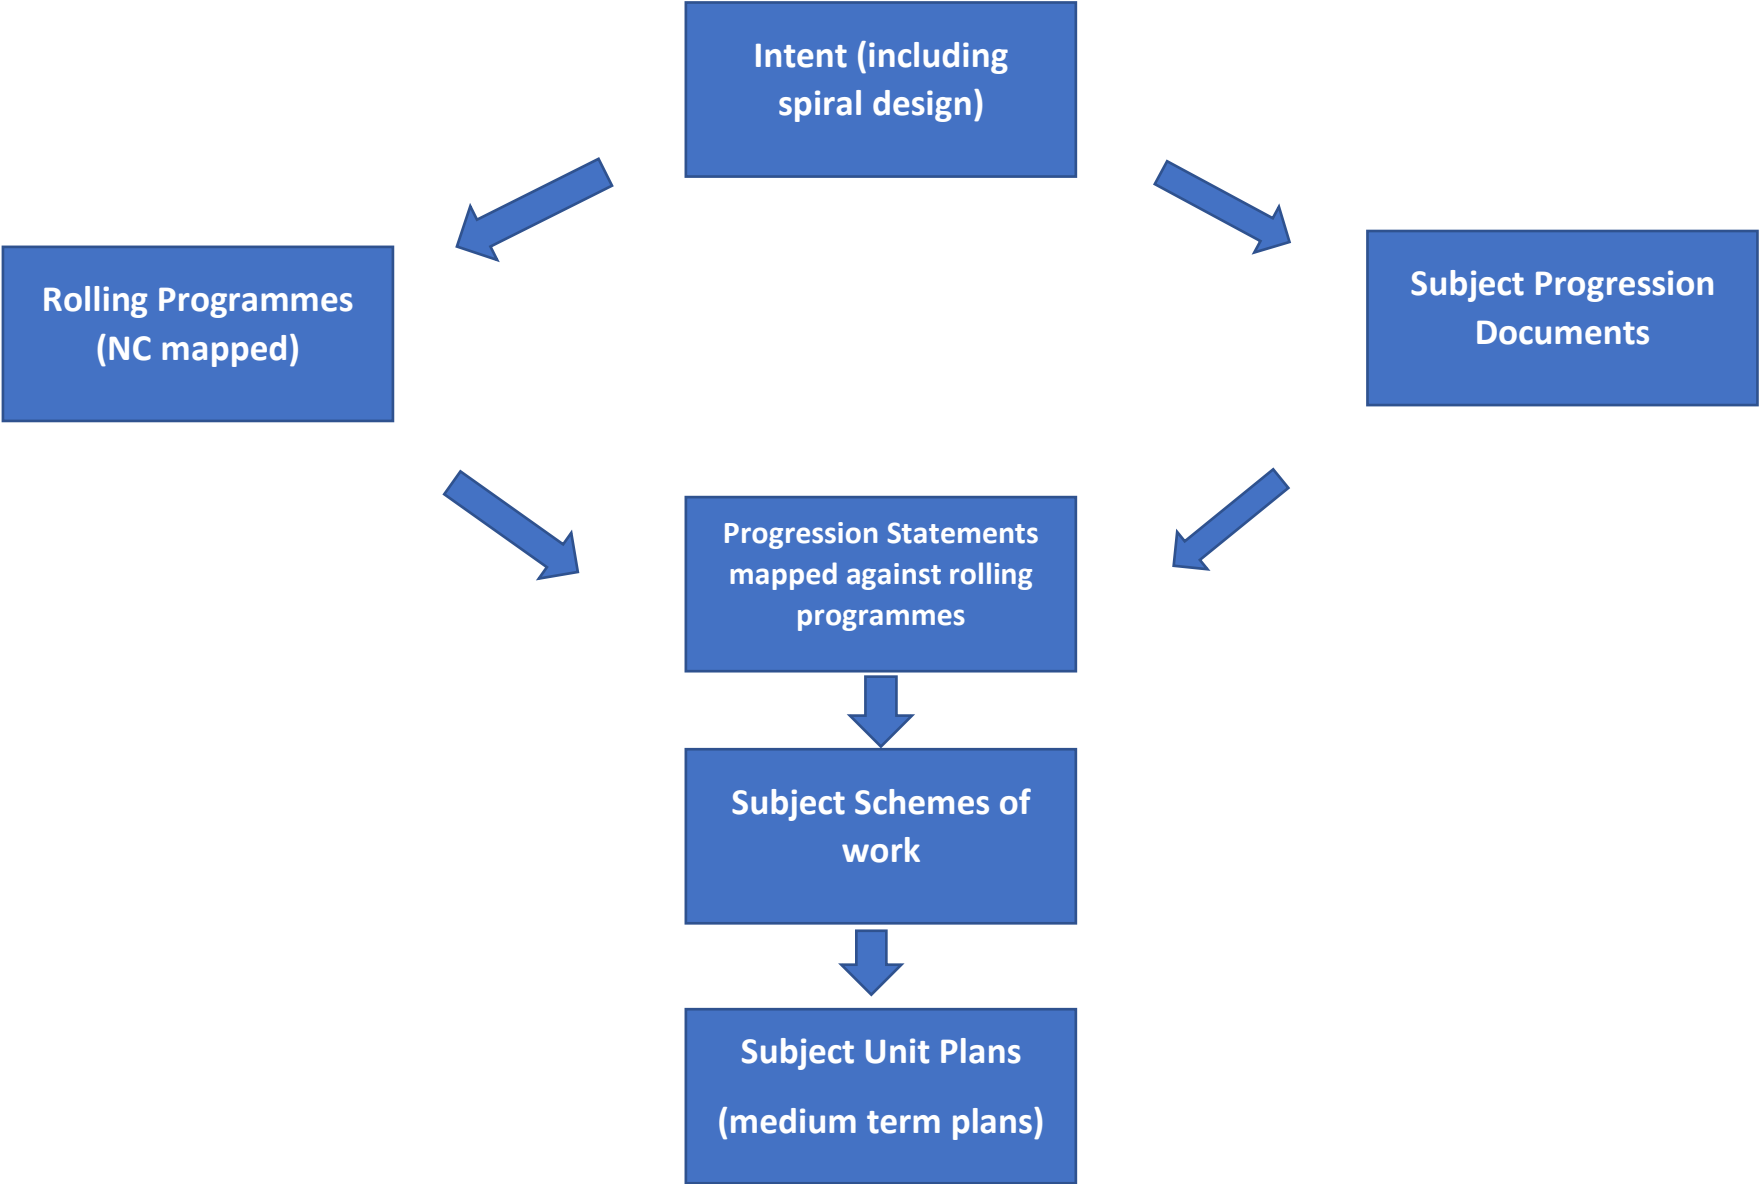 Intent (including
spiral design)
Rolling Programmes
(NC mapped)
Subject Progression
Documents
Progression Statements
mapped against rolling
programmes
Subject Schemes of
work
Subject Unit Plans
(medium term plans)